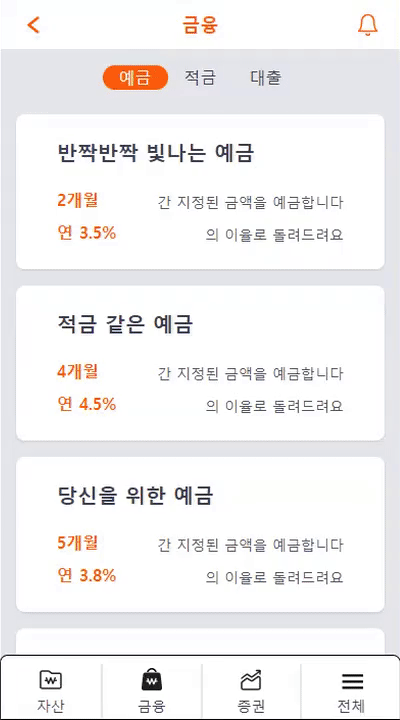 금융
예금 적금 대출
반짝반짝 빛나는 예금
2개월 간 지정된 금액을 예금합니다
연 3.5% 의 이율로 돌려드려요
적금 같은 예금
4개월 간 지정된 금액을 예금합니다
연 4.5% 의 이율로 돌려드려요
당신을 위한 예금
5개월 간 지정된 금액을 예금합니다
연 3.8% 의 이율로 돌려드려요
자산 금융 증권 전체